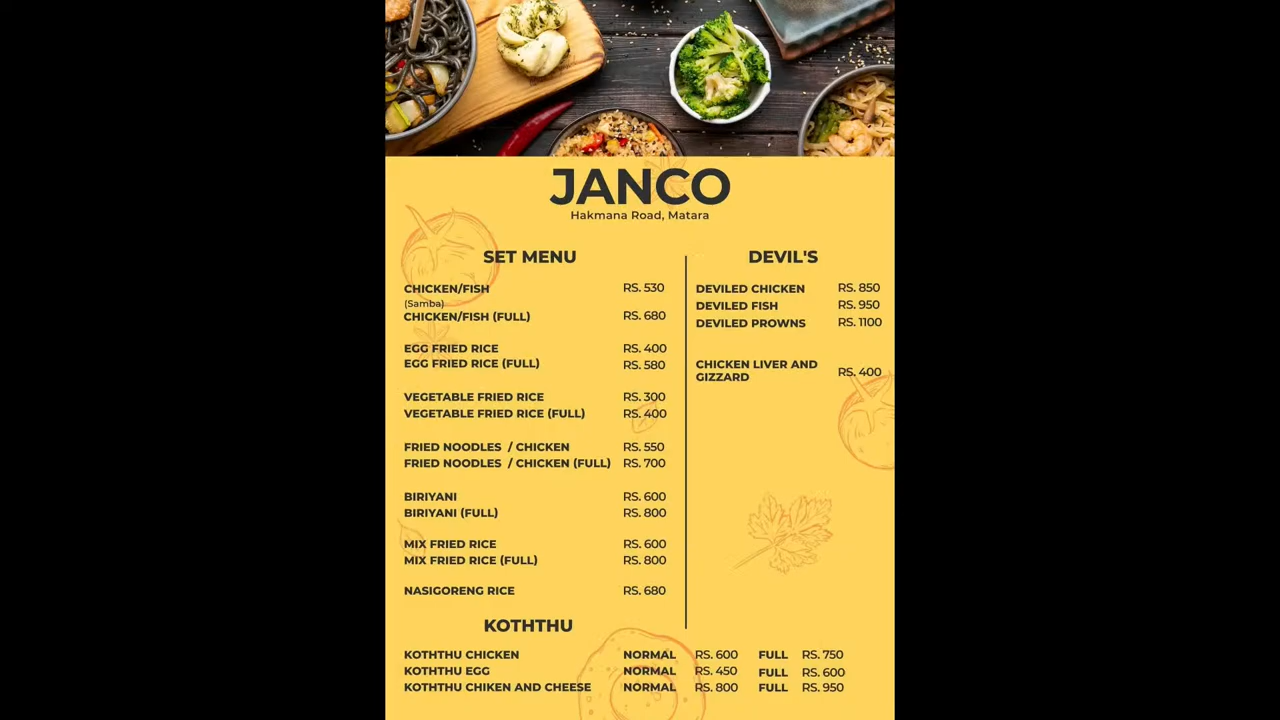 JANCO
Hakmana Road, Matara
SET MENU
CHICKEN/FISH RS. 530
(Samba)
CHICKEN/FISH (FULL) RS. 680
EGG FRIED RICE RS. 400
EGG FRIED RICE (FULL) RS. 580
VEGETABLE FRIED RICE RS. 300
VEGETABLE FRIED RICE (FULL) RS. 400
FRIED NOODLES / CHICKEN RS. 550
FRIED NOODLES / CHICKEN (FULL) RS. 700
BIRIYANI RS. 600
BIRIYANI (FULL) RS. 800
MIX FRIED RICE RS. 600
MIX FRIED RICE (FULL) RS. 800
NASIGORENG RICE RS. 680
DEVIL'S
DEVILED CHICKEN RS. 850
DEVILED FISH RS. 950
DEVILED PROWNS RS. 1100
CHICKEN LIVER AND
GIZZARD RS. 400
KOTHTHU
KOTHTHU CHICKEN NORMAL RS. 600 FULL RS. 750
KOTHTHU EGG NORMAL RS. 450 FULL RS. 600
KOTHTHU CHIKEN AND CHEESE NORMAL RS. 800 FULL RS. 950